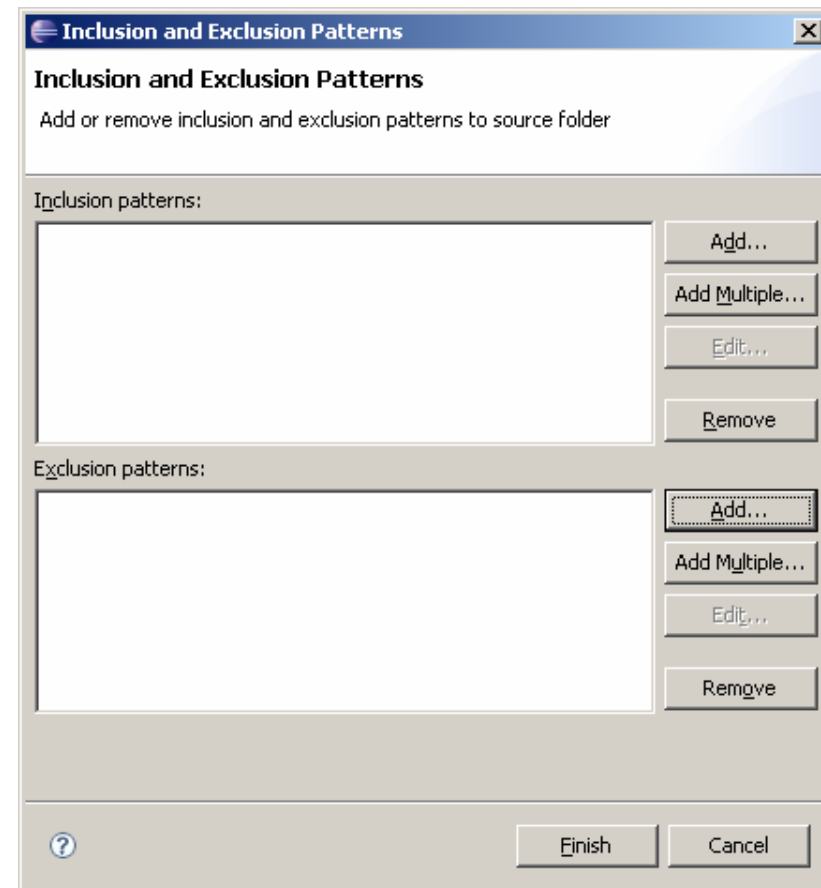 Inclusion and Exclusion Patterns
Inclusion and Exclusion Patterns
Add or remove inclusion and exclusion patterns to source folder
Inclusion patterns:
Add...
Add Multiple...
Edit...
Remove
Exclusion patterns:
Add...
Add Multiple...
Edit...
Remove
?
Finish
Cancel